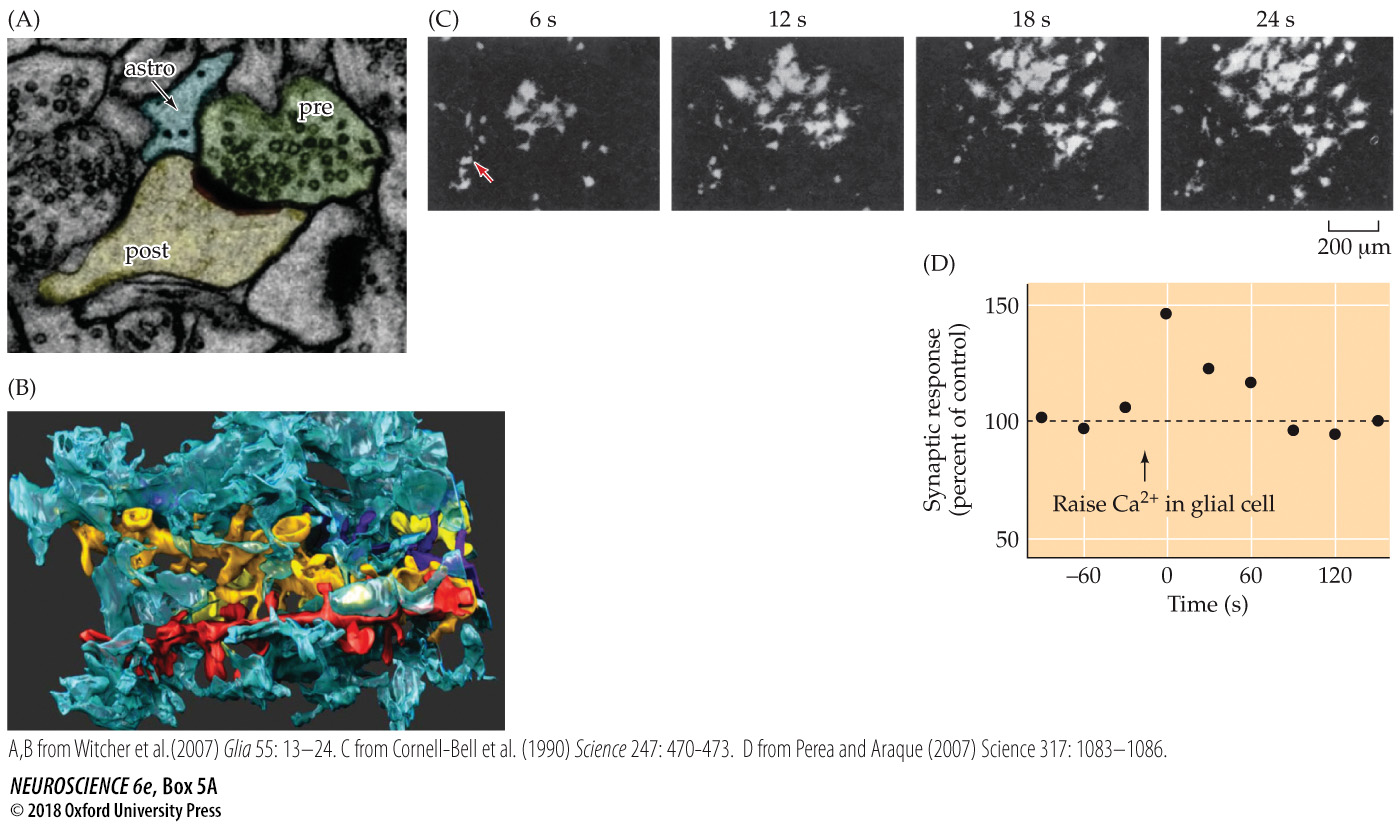 (A)
astro
pre
post
(B)
(C)
6 s
12 s
18 s
24 s
200 µm
(D)
Synaptic response
(percent of control)
150
100
50
Raise Ca²⁺ in glial cell
–60
0
60
120
Time (s)
A,B from Witcher et al.(2007) Glia 55: 13–24. C from Cornell-Bell et al. (1990) Science 247: 470-473. D from Perea and Araque (2007) Science 317: 1083–1086.
NEUROSCIENCE 6e, Box 5A
© 2018 Oxford University Press